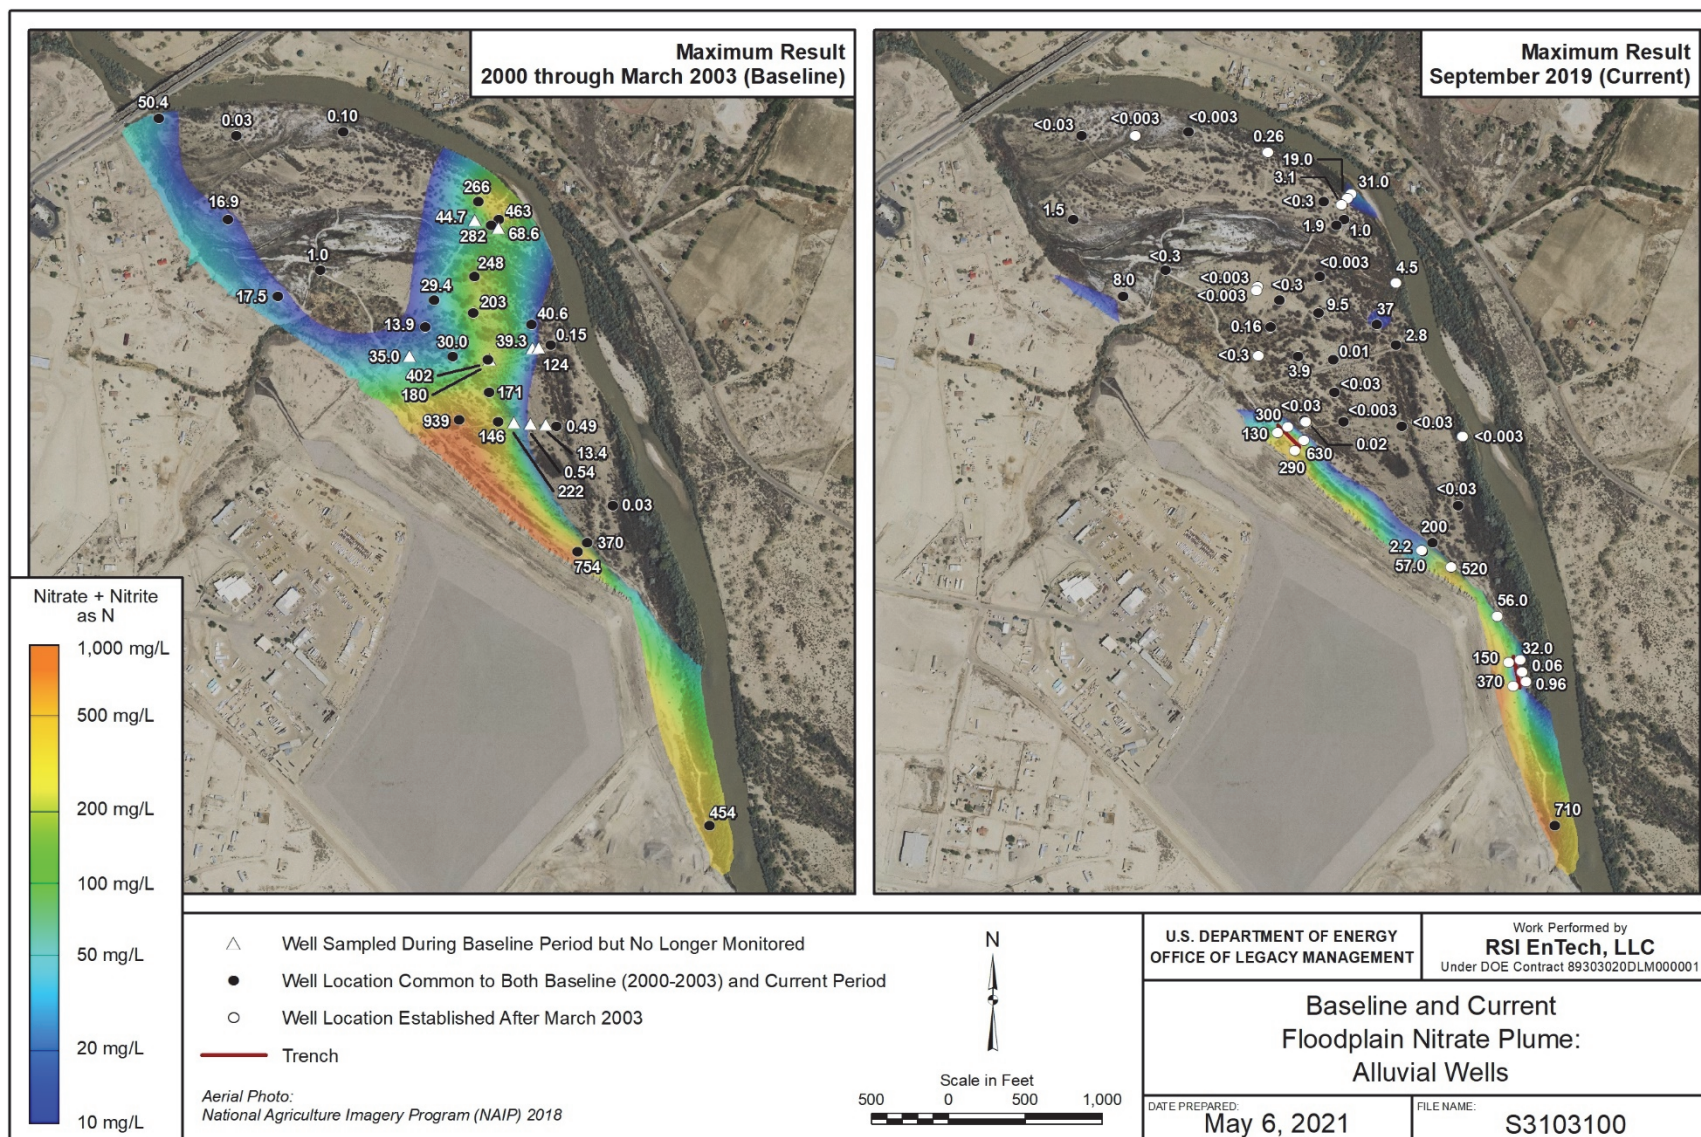 Maximum Result
2000 through March 2003 (Baseline)
50.4
0.03
0.10
266
463
44.7
282
68.6
16.9
248
1.0
29.4
17.5
203
13.9
40.6
0.15
39.3
30.0
35.0
124
402
180
171
939
146
0.49
13.4
0.54
222
0.03
370
754
454
Maximum Result
September 2019 (Current)
<0.03
<0.003
<0.003
0.26
19.0
3.1
31.0
<0.3
1.5
1.9
1.0
<0.3
<0.003
8.0
<0.003
<0.003
<0.3
4.5
9.5
37
0.16
2.8
<0.3
0.01
3.9
<0.03
300
<0.03
<0.003
<0.03
130
0.02
<0.003
630
290
<0.03
200
2.2
57.0
520
56.0
150
32.0
0.06
370
0.96
710
Nitrate + Nitrite
as N
1,000 mg/L
500 mg/L
200 mg/L
100 mg/L
50 mg/L
20 mg/L
10 mg/L
Well Sampled During Baseline Period but No Longer Monitored
Well Location Common to Both Baseline (2000-2003) and Current Period
Well Location Established After March 2003
Trench
Aerial Photo:
National Agriculture Imagery Program (NAIP) 2018
N
Scale in Feet
500 0 500 1,000
U.S. DEPARTMENT OF ENERGY
OFFICE OF LEGACY MANAGEMENT
Work Performed by
RSI EnTech, LLC
Under DOE Contract 89303020DLM000001
Baseline and Current
Floodplain Nitrate Plume:
Alluvial Wells
DATE PREPARED:
May 6, 2021
FILE NAME:
S3103100